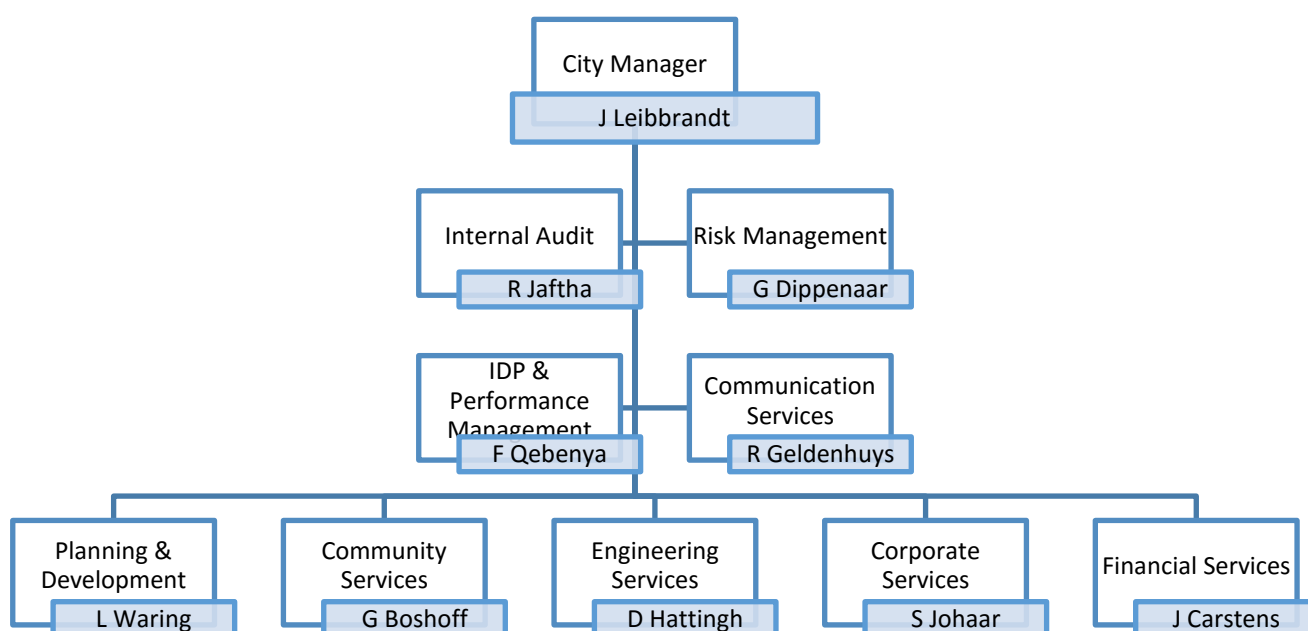 City Manager
J Leibbrandt
Internal Audit
R Jaftha
Risk Management
G Dippenaar
IDP &
Performance
Management
F Qebenya
Communication
Services
R Geldenhuys
Planning &
Development
L Waring
Community
Services
G Boshoff
Engineering
Services
D Hattingh
Corporate
Services
S Johaar
Financial Services
J Carstens